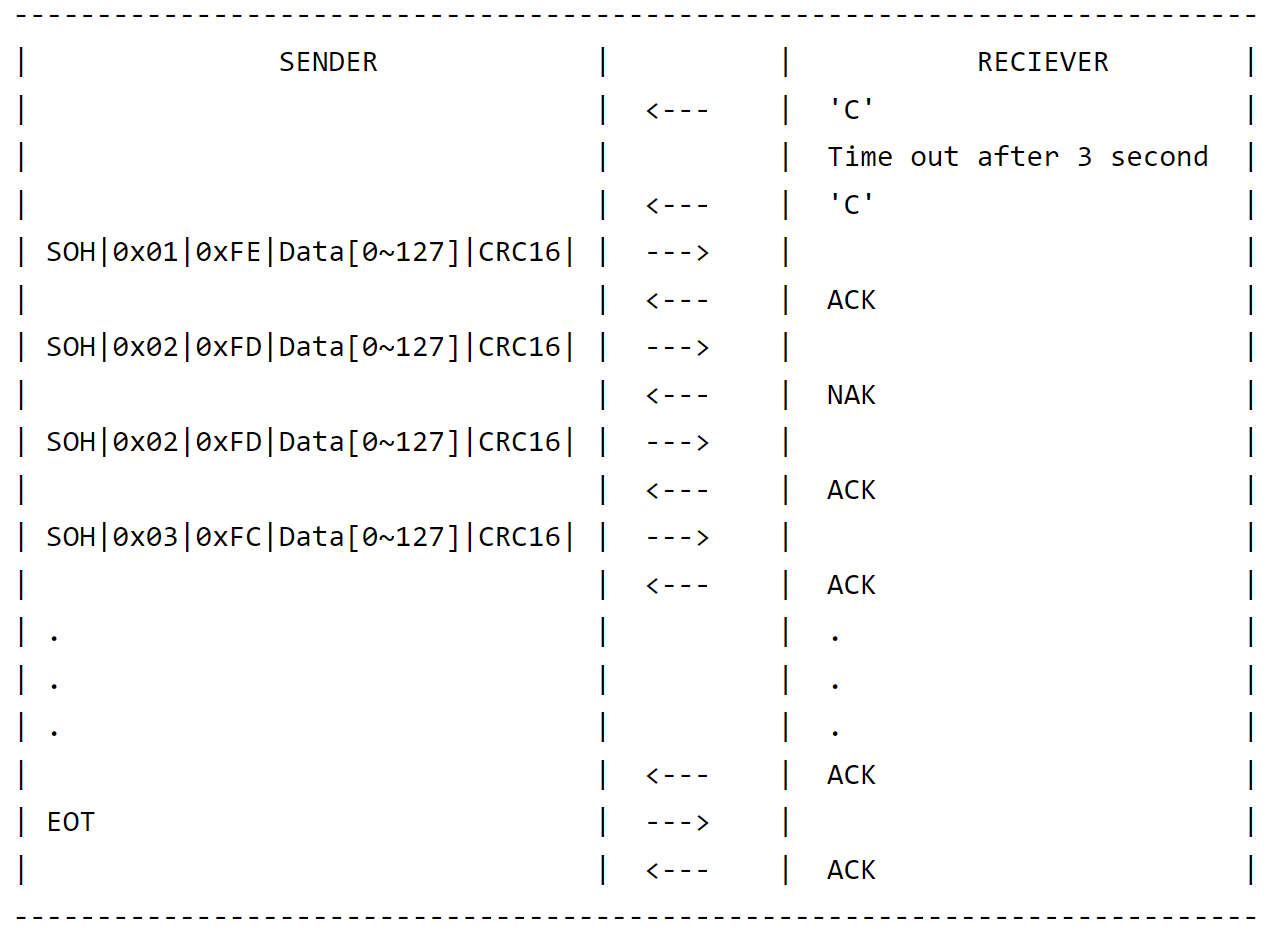 ----------------------------------------------------------------------------
| SENDER | | RECIEVER |
| | <--- | 'C' |
| | | Time out after 3 second |
| | <--- | 'C' |
| SOH|0x01|0xFE|Data[0~127]|CRC16| | ---> | |
| | <--- | ACK |
| SOH|0x02|0xFD|Data[0~127]|CRC16| | ---> | |
| | <--- | NAK |
| SOH|0x02|0xFD|Data[0~127]|CRC16| | ---> | |
| | <--- | ACK |
| SOH|0x03|0xFC|Data[0~127]|CRC16| | ---> | |
| | <--- | ACK |
| . | | . |
| . | | . |
| . | | . |
| | <--- | ACK |
| EOT | ---> | |
| | <--- | ACK |
----------------------------------------------------------------------------